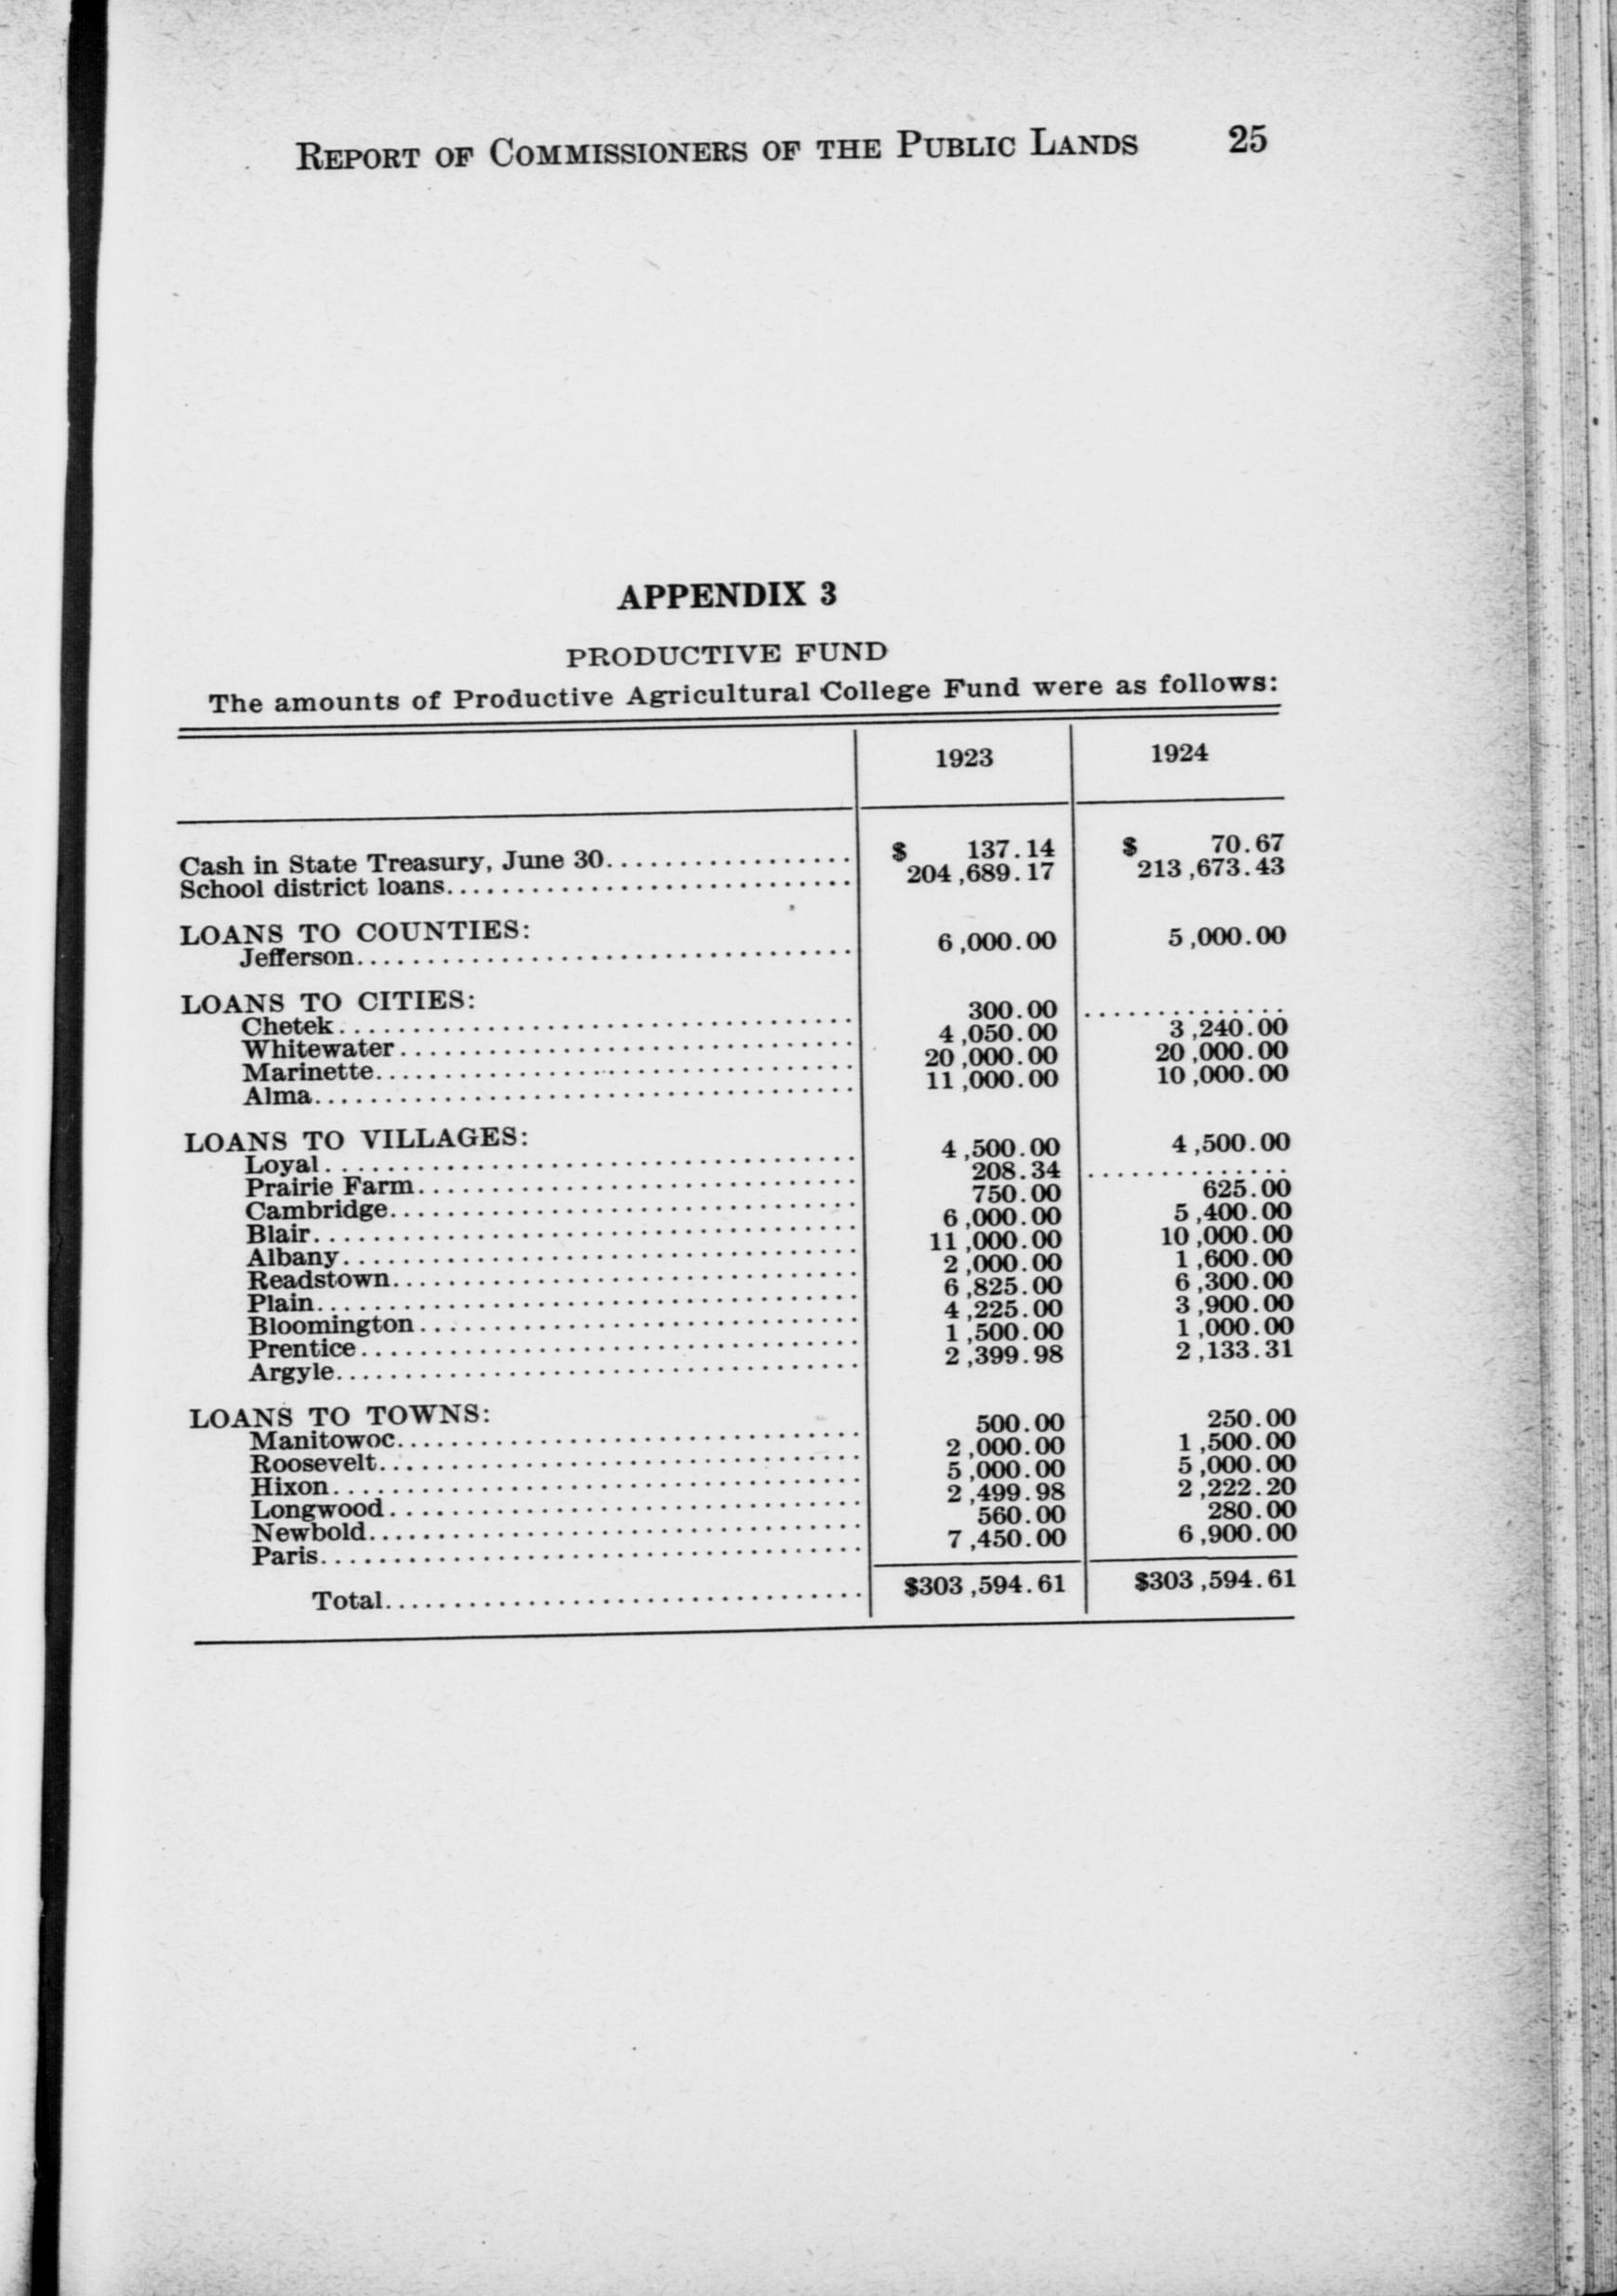 REPORT OF COMMISSIONERS OF THE PUBLIC LANDS 25
APPENDIX 3
PRODUCTIVE FUND
The amounts of Productive Agricultural College Fund were as follows:
1923 1924
Cash in State Treasury, June 30 $ 137.14 $ 70.67
School district loans 204,689.17 213,673.43
LOANS TO COUNTIES:
Jefferson 6,000.00 5,000.00
LOANS TO CITIES:
Chetek 300.00 ...............
Whitewater 4,050.00 3,240.00
Marinette 20,000.00 20,000.00
Alma 11,000.00 10,000.00
LOANS TO VILLAGES:
Loyal 4,500.00 4,500.00
Prairie Farm 208.34 ...............
Cambridge 750.00 625.00
Blair 6,000.00 5,400.00
Albany 11,000.00 10,000.00
Readstown 2,000.00 1,600.00
Plain 6,825.00 6,300.00
Bloomington 4,225.00 3,900.00
Prentice 1,500.00 1,000.00
Argyle 2,399.98 2,133.31
LOANS TO TOWNS:
Manitowoc 500.00 250.00
Roosevelt 2,000.00 1,500.00
Hixon 5,000.00 5,000.00
Longwood 2,499.98 2,222.20
Newbold 560.00 280.00
Paris 7,450.00 6,900.00
Total $303,594.61 $303,594.61